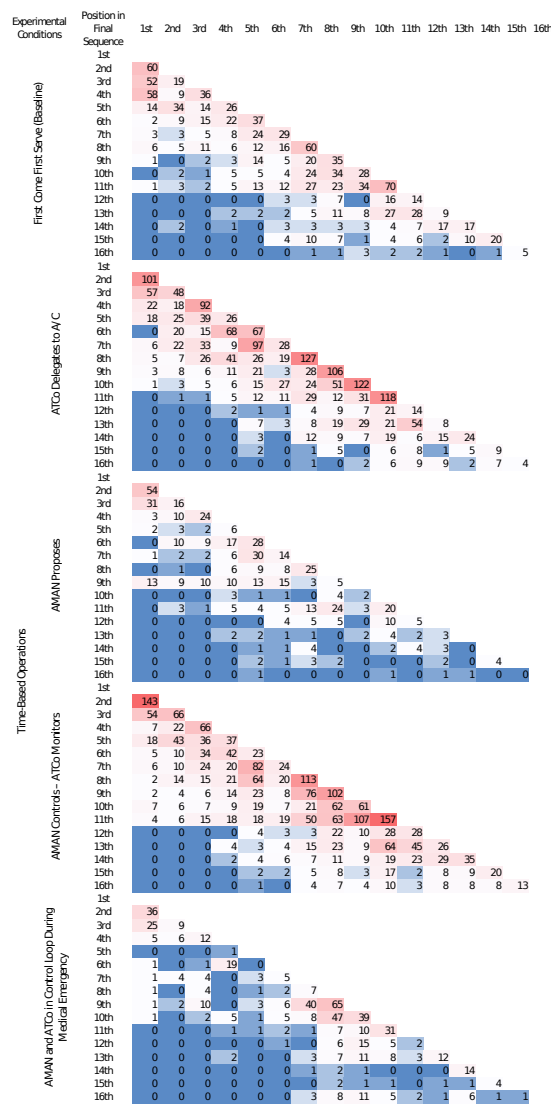 Experimental Conditions
Position in Final Sequence
1st 2nd 3rd 4th 5th 6th 7th 8th 9th 10th 11th 12th 13th 14th 15th 16th
First Come First Serve (Baseline)
1st
2nd 60
3rd 52 19
4th 58 9 36
5th 14 34 14 26
6th 2 9 15 22 37
7th 3 3 5 8 24 29
8th 6 5 11 6 12 16 60
9th 1 0 2 3 14 5 20 35
10th 0 2 1 5 5 4 24 34 28
11th 1 3 2 5 13 12 27 23 34 70
12th 0 0 0 0 0 3 3 7 0 16 14
13th 0 0 0 2 2 2 5 11 8 27 28 9
14th 0 2 0 1 0 3 3 3 3 4 7 17 17
15th 0 0 0 0 0 4 10 7 1 4 6 2 10 20
16th 0 0 0 0 0 0 1 1 3 2 2 1 0 1 5
Time-Based Operations
ATCo Delegates to A/C
1st
2nd 101
3rd 57 48
4th 22 18 92
5th 18 25 39 26
6th 0 20 15 68 67
7th 6 22 33 9 97 28
8th 5 7 26 41 26 19 127
9th 3 8 6 11 21 3 28 106
10th 1 3 5 6 15 27 24 51 122
11th 0 1 1 5 12 11 29 12 31 118
12th 0 0 0 2 1 1 4 9 7 21 14
13th 0 0 0 0 7 3 8 19 29 21 54 8
14th 0 0 0 0 3 0 12 9 7 19 6 15 24
15th 0 0 0 0 2 0 1 5 0 6 8 1 5 9
16th 0 0 0 0 0 0 1 0 2 6 9 9 2 7 4
AMAN Proposes
1st
2nd 54
3rd 31 16
4th 3 10 24
5th 2 3 2 6
6th 0 10 9 17 28
7th 1 2 2 6 30 14
8th 0 1 0 6 9 8 25
9th 13 9 10 10 13 15 3 5
10th 0 0 0 3 1 1 0 4 2
11th 0 3 1 5 4 5 13 24 3 20
12th 0 0 0 0 0 4 5 5 0 10 5
13th 0 0 0 2 2 1 1 0 2 4 2 3
14th 0 0 0 0 1 1 4 0 0 2 4 3 0
15th 0 0 0 0 2 1 3 2 0 0 0 2 0 4
16th 0 0 0 0 1 0 0 0 0 1 0 1 1 0 0
AMAN Controls – ATCo Monitors
1st
2nd 143
3rd 54 66
4th 7 22 66
5th 18 43 36 37
6th 5 10 34 42 23
7th 6 10 24 20 82 24
8th 2 14 15 21 64 20 113
9th 2 4 6 14 23 8 76 102
10th 7 6 7 9 19 7 21 62 61
11th 4 6 15 18 18 19 50 63 107 157
12th 0 0 0 0 4 3 3 22 10 28 28
13th 0 0 0 4 3 4 15 23 9 64 45 26
14th 0 0 0 2 4 6 7 11 9 19 23 29 35
15th 0 0 0 0 2 2 5 8 3 17 2 8 9 20
16th 0 0 0 0 1 0 4 7 4 10 3 8 8 8 13
AMAN and ATCo in Control Loop During Medical Emergency
1st
2nd 36
3rd 25 9
4th 5 6 12
5th 0 0 0 1
6th 1 0 1 19 0
7th 1 4 4 0 3 5
8th 1 0 4 0 1 2 7
9th 1 2 10 0 3 6 40 65
10th 1 0 2 5 1 5 8 47 39
11th 0 0 0 1 1 2 1 7 10 31
12th 0 0 0 0 0 1 0 6 15 5 2
13th 0 0 0 2 0 0 3 7 11 8 3 12
14th 0 0 0 0 0 0 1 2 1 0 0 0 14
15th 0 0 0 0 0 0 0 2 1 1 0 1 1 4
16th 0 0 0 0 0 0 3 8 11 5 2 1 6 1 1